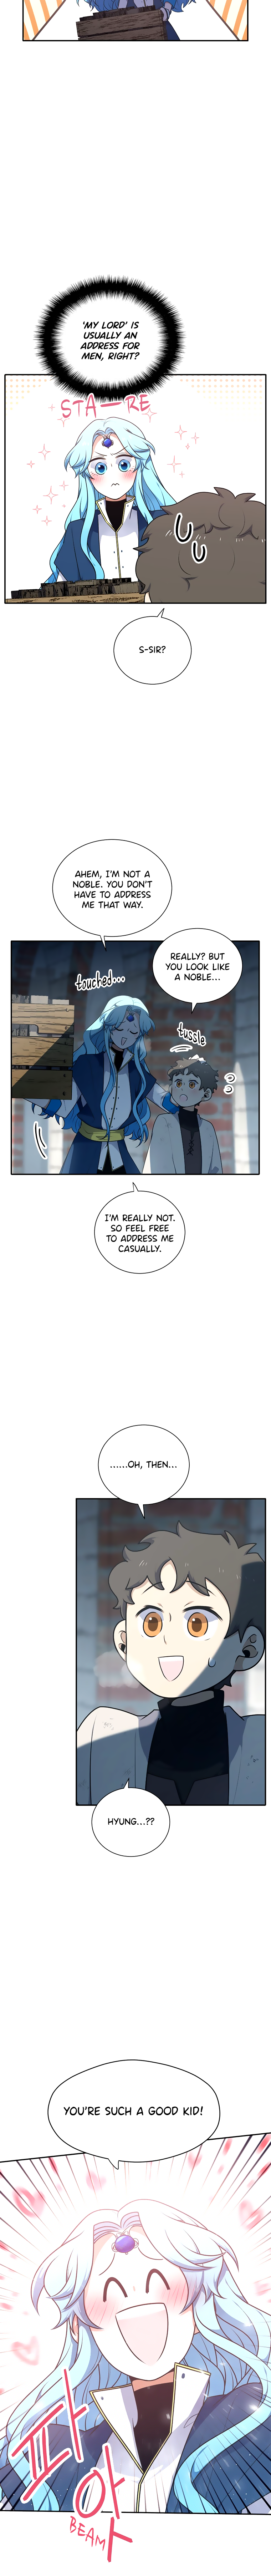 'MY LORD' IS
USUALLY AN
ADDRESS FOR
MEN, RIGHT?
STA—RE
S-SIR?
AHEM, I'M NOT A
NOBLE. YOU DON'T
HAVE TO ADDRESS
ME THAT WAY.
REALLY? BUT
YOU LOOK LIKE
A NOBLE...
touched...
tussle
I'M REALLY NOT.
SO FEEL FREE
TO ADDRESS ME
CASUALLY.
......OH, THEN...
HYUNG...??
YOU'RE SUCH A GOOD KID!
파아
BEAM